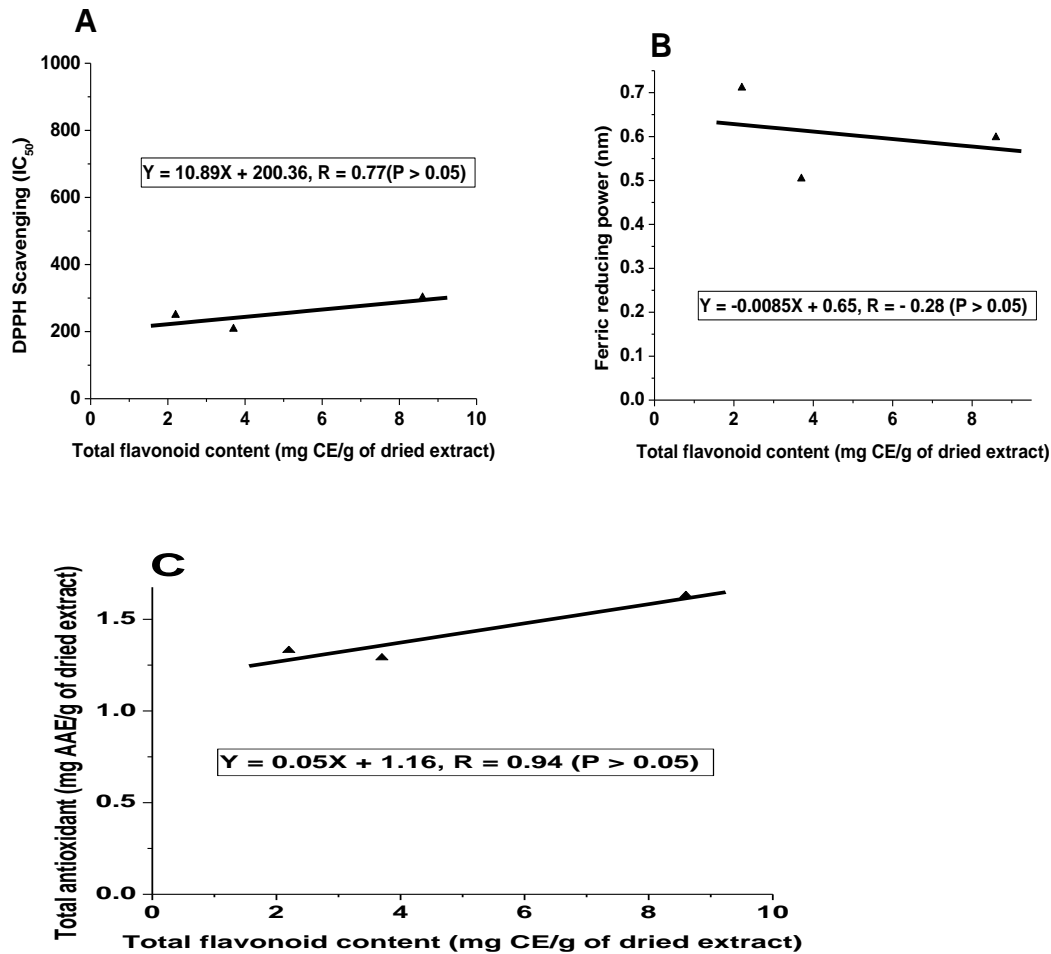 A
1000
800
600
400
200
0
DPPH Scavenging (IC50)
Y = 10.89X + 200.36, R = 0.77(P > 0.05)
0 2 4 6 8 10
Total flavonoid content (mg CE/g of dried extract)
B
0.7
0.6
0.5
0.4
0.3
0.2
0.1
0.0
Ferric reducing power (nm)
Y = -0.0085X + 0.65, R = - 0.28 (P > 0.05)
0 2 4 6 8
Total flavonoid content (mg CE/g of dried extract)
C
1.5
1.0
0.5
0.0
Total antioxidant (mg AAE/g of dried extract)
Y = 0.05X + 1.16, R = 0.94 (P > 0.05)
0 2 4 6 8 10
Total flavonoid content (mg CE/g of dried extract)